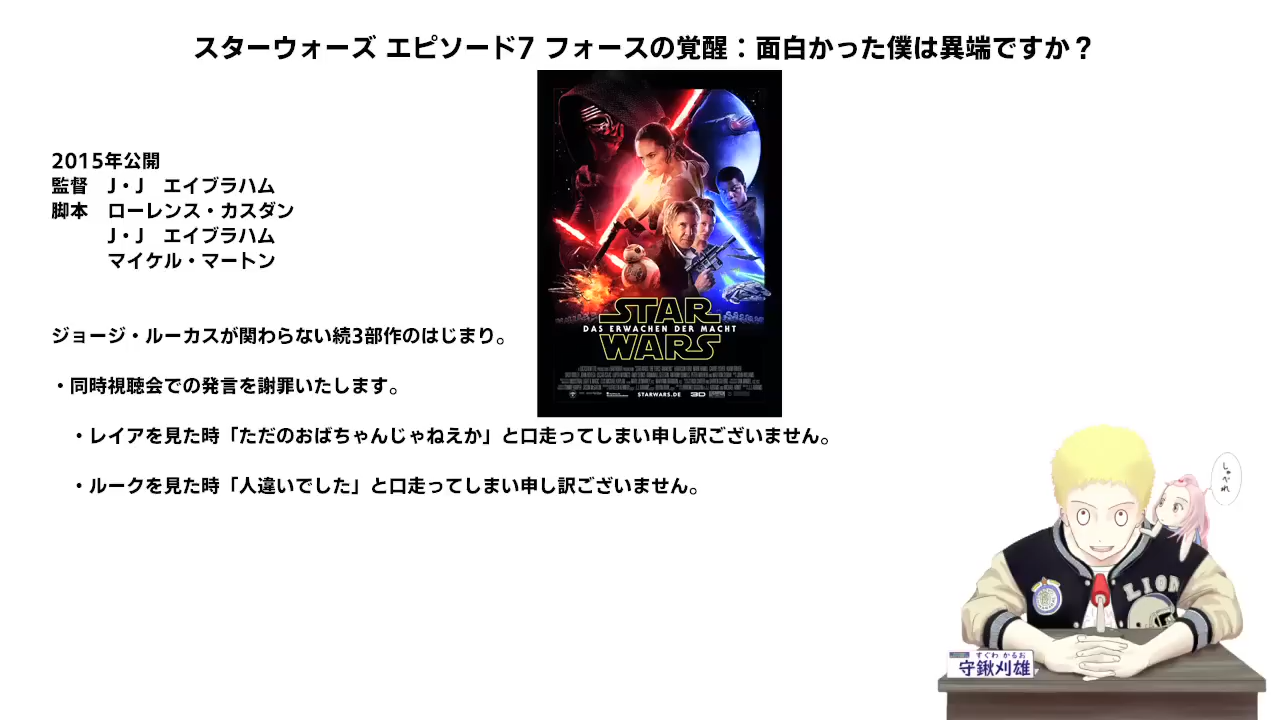 スターウォーズ エピソード7 フォースの覚醒：面白かった僕は異端ですか？
2015年公開
監督　J・J　エイブラハム
脚本　ローレンス・カスダン
J・J　エイブラハム
マイケル・マートン
ジョージ・ルーカスが関わらない続3部作のはじまり。
・同時視聴会での発言を謝罪いたします。
・レイアを見た時「ただのおばちゃんじゃねえか」と口走ってしまい申し訳ございません。
・ルークを見た時「人違いでした」と口走ってしまい申し訳ございません。
STAR
DAS ERWACHEN DER MACHT
WARS
STARWARS.DE
3D
しゃべれ
LION
すぐわ かるお
守鍬刈雄